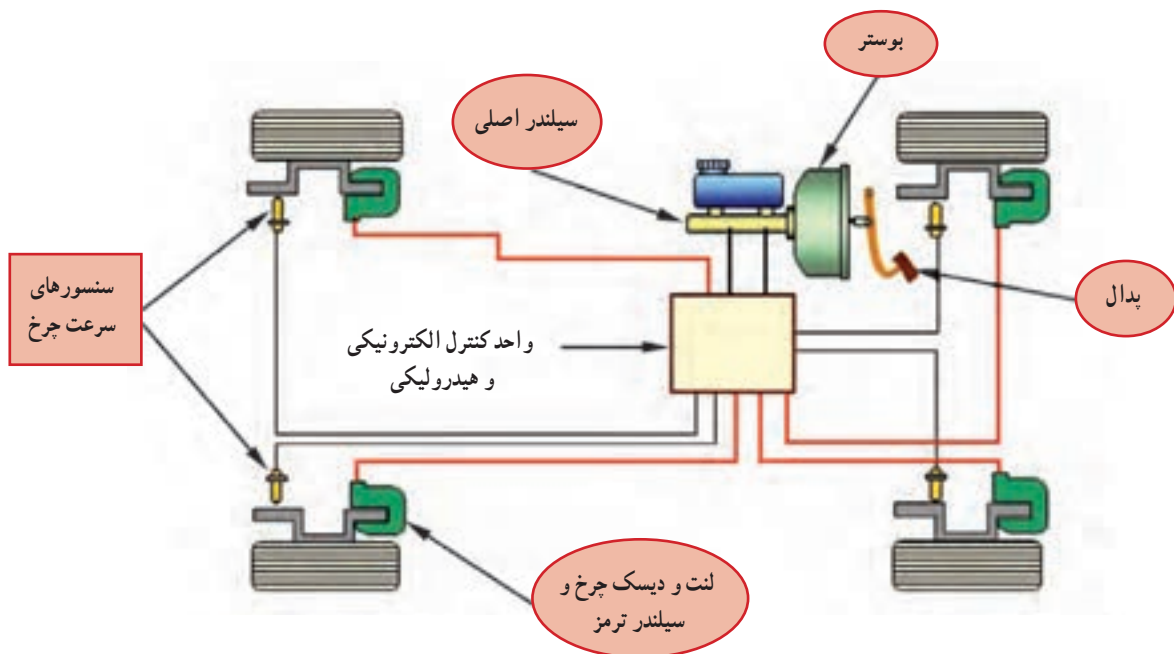 بوستر
سیلندر اصلی
پدال
سنسورهای
سرعت چرخ
واحد کنترل الکترونیکی
و هیدرولیکی
لنت و دیسک چرخ و
سیلندر ترمز